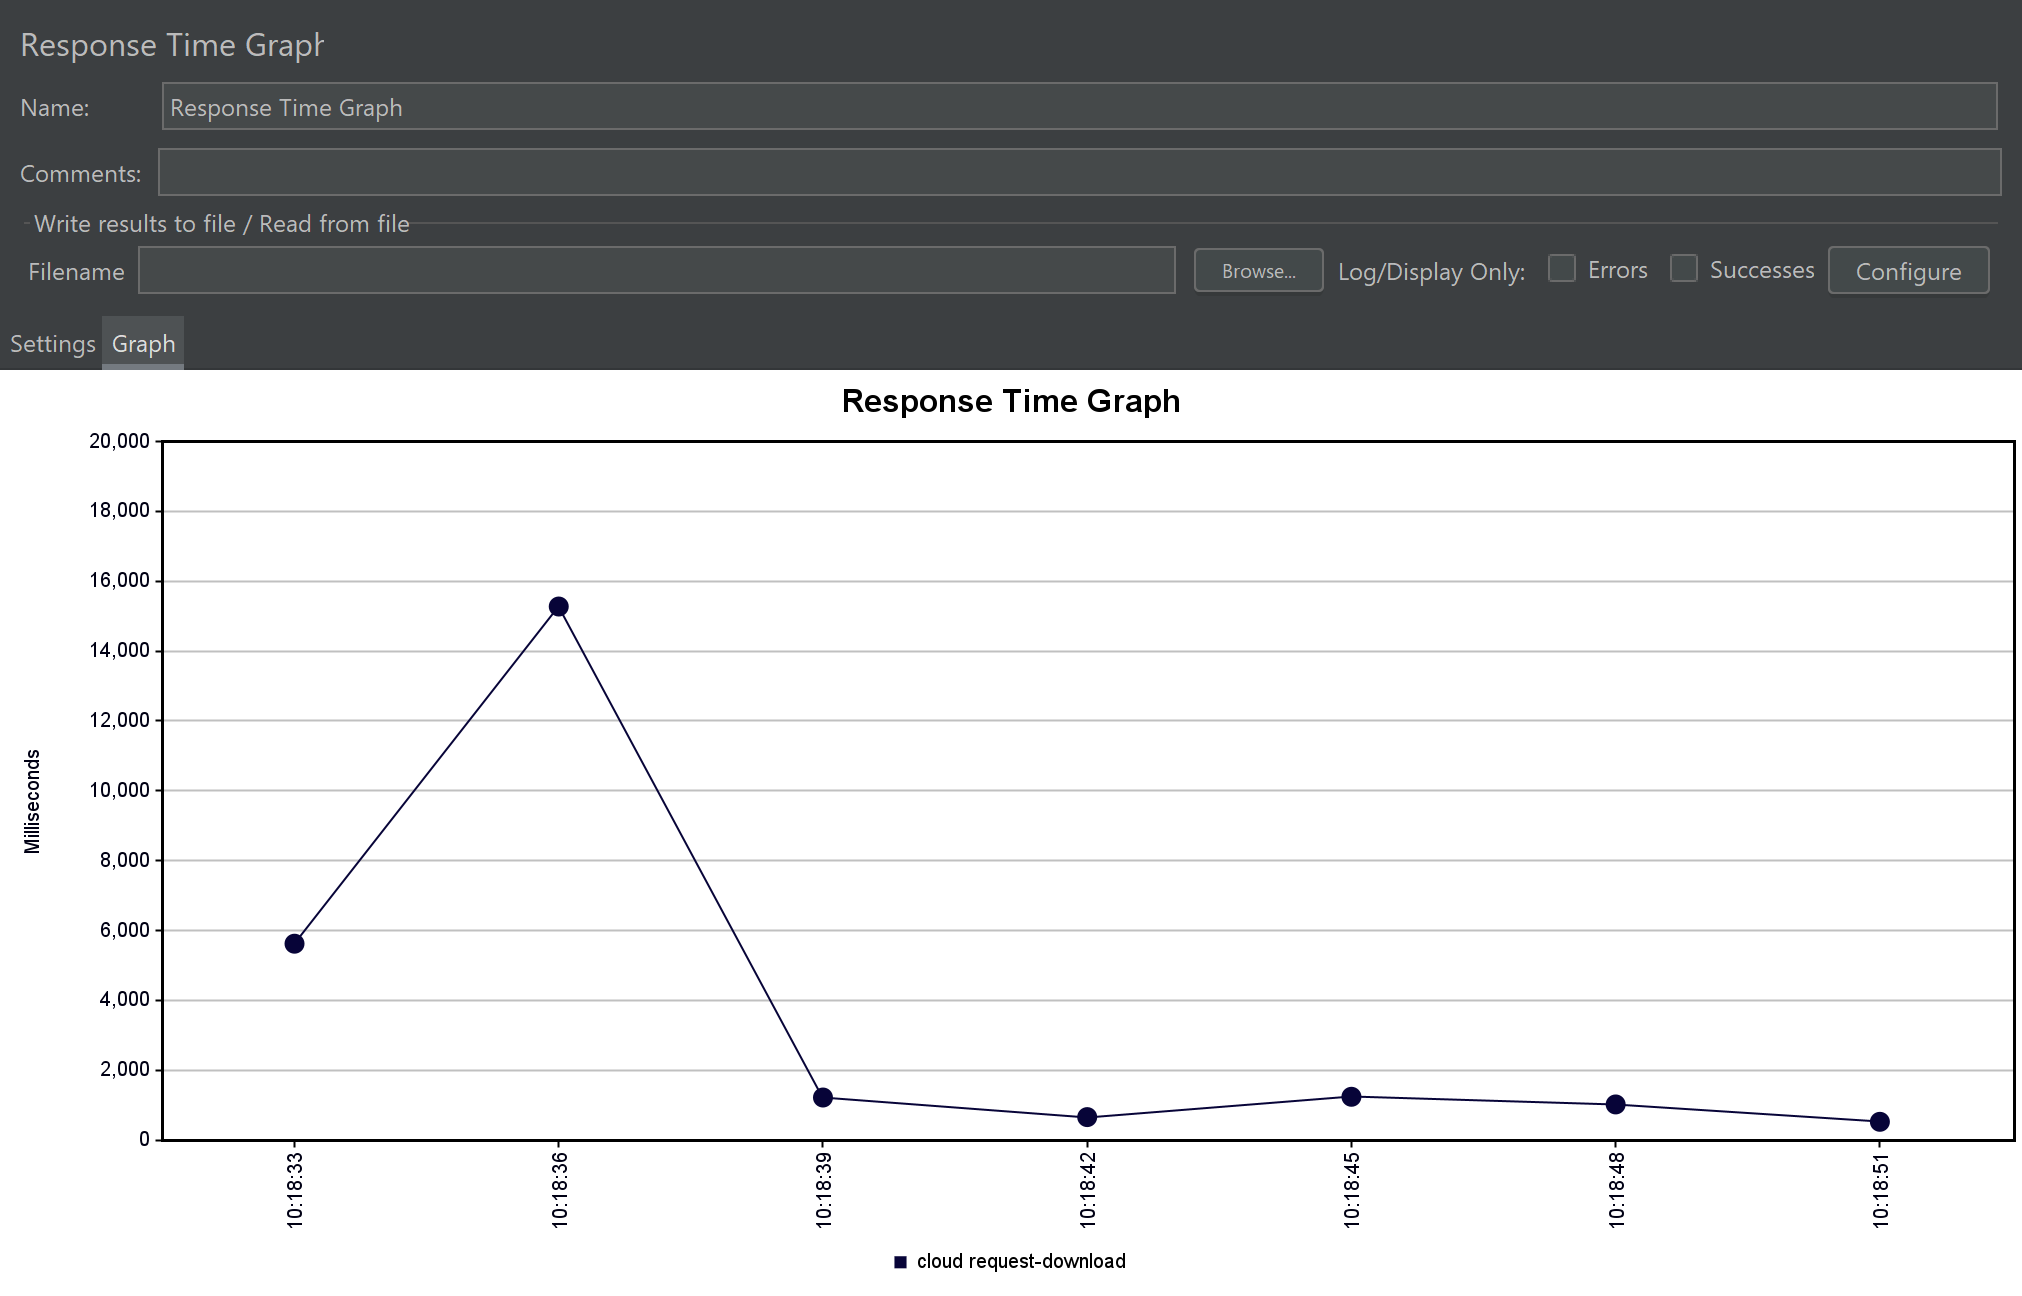 Response Time Graph
Name: Response Time Graph
Comments:
Write results to file / Read from file
Filename Browse... Log/Display Only: Errors Successes Configure
Settings Graph
Response Time Graph
20,000
18,000
16,000
14,000
12,000
10,000
8,000
6,000
4,000
2,000
0
Milliseconds
10:18:33 10:18:36 10:18:39 10:18:42 10:18:45 10:18:48 10:18:51
cloud request-download